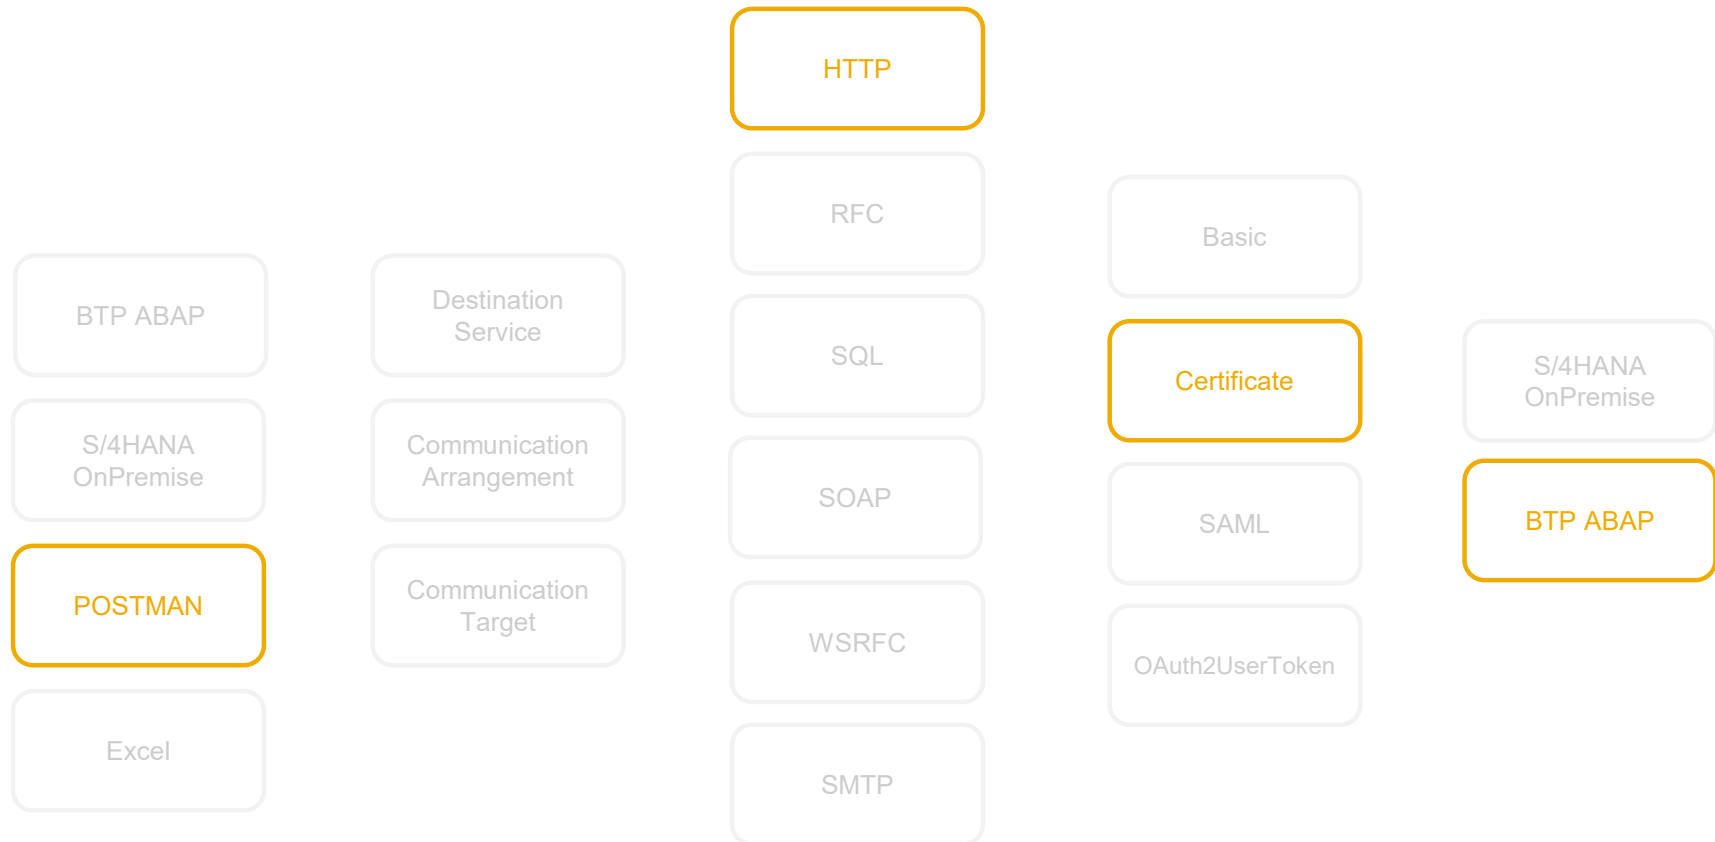 BTP ABAP
S/4HANA
OnPremise
POSTMAN
Excel
Destination
Service
Communication
Arrangement
Communication
Target
HTTP
RFC
SQL
SOAP
WSRFC
SMTP
Basic
Certificate
SAML
OAuth2UserToken
S/4HANA
OnPremise
BTP ABAP